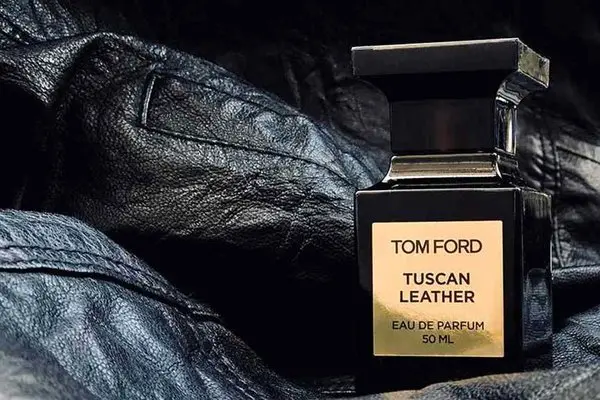 TOM FORD
TUSCAN
LEATHER
EAU DE PARFUM
50 ML